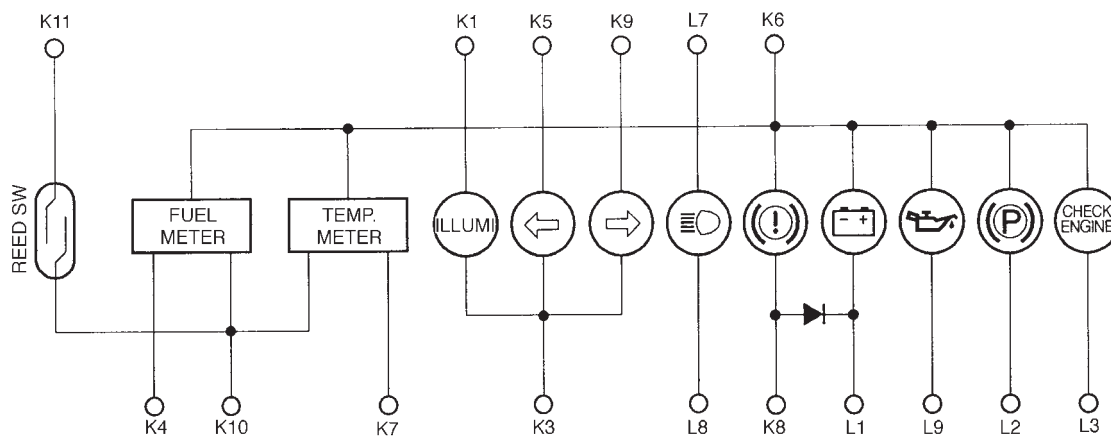 K11
K1
K5
K9
L7
K6
REED SW
FUEL
METER
TEMP.
METER
ILLUMI
CHECK
ENGINE
P
K4
K10
K7
K3
L8
K8
L1
L9
L2
L3